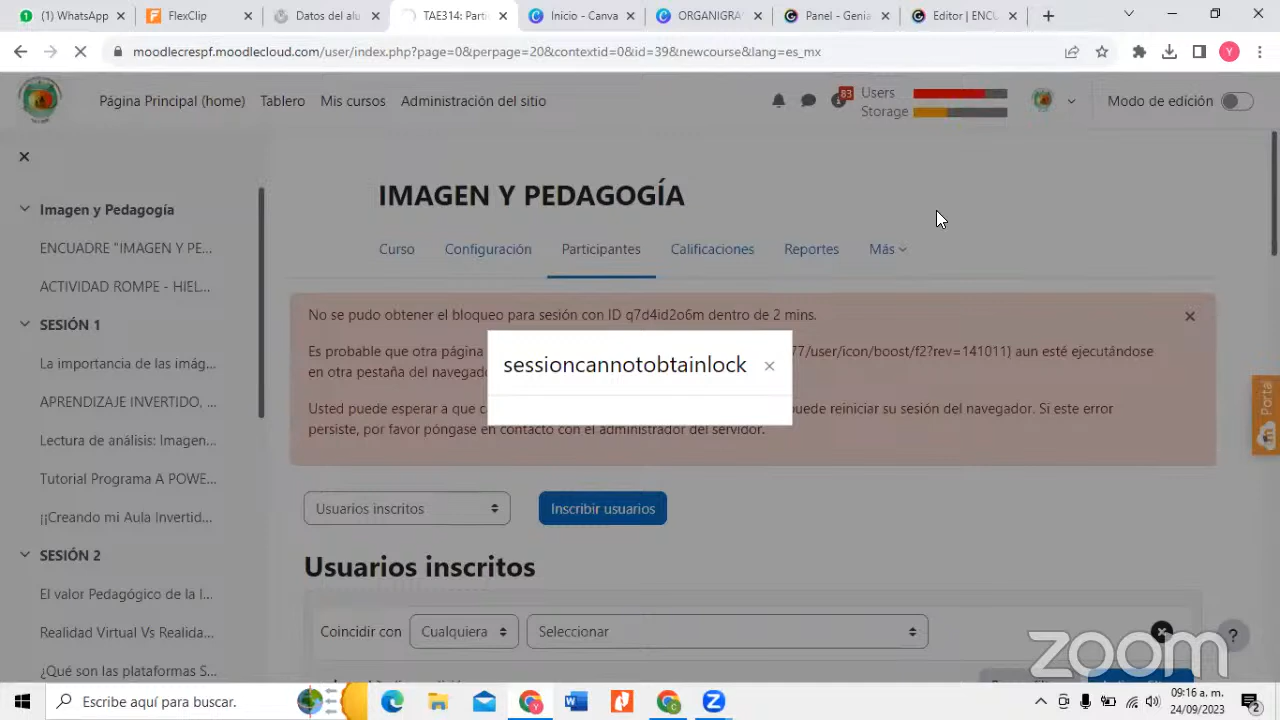 (1) WhatsApp
FlexClip
Datos del alu
TAE314: Parti
Inicio - Canva
ORGANIGRA
Panel - Genia
Editor | ENCU
moodlecrespf.moodlecloud.com/user/index.php?page=0&perpage=20&contextid=0&id=39&newcourse&lang=es_mx
Y
Página Principal (home)
Tablero
Mis cursos
Administración del sitio
83
Users
Storage
Modo de edición
Imagen y Pedagogía
ENCUADRE "IMAGEN Y PE...
ACTIVIDAD ROMPE - HIEL...
SESIÓN 1
La importancia de las imág...
APRENDIZAJE INVERTIDO, ...
Lectura de análisis: Imagen...
Tutorial Programa A POWE...
¡¡Creando mi Aula Invertid...
SESIÓN 2
El valor Pedagógico de la I...
Realidad Virtual Vs Realida...
¿Qué son las plataformas S...
IMAGEN Y PEDAGOGÍA
Curso
Configuración
Participantes
Calificaciones
Reportes
Más
No se pudo obtener el bloqueo para sesión con ID q7d4id2o6m dentro de 2 mins.
Es probable que otra página
77/user/icon/boost/f2?rev=141011) aun esté ejecutándose
en otra pestaña del navegado
Usted puede esperar a que
puede reiniciar su sesión del navegador. Si este error
persiste, por favor póngase en contacto con el administrador del servidor.
sessioncannotobtainlock
Usuarios inscritos
Inscribir usuarios
Usuarios inscritos
Coincidir con
Cualquiera
Seleccionar
Portal
zoom
Escribe aquí para buscar.
09:16 a. m.
24/09/2023
2